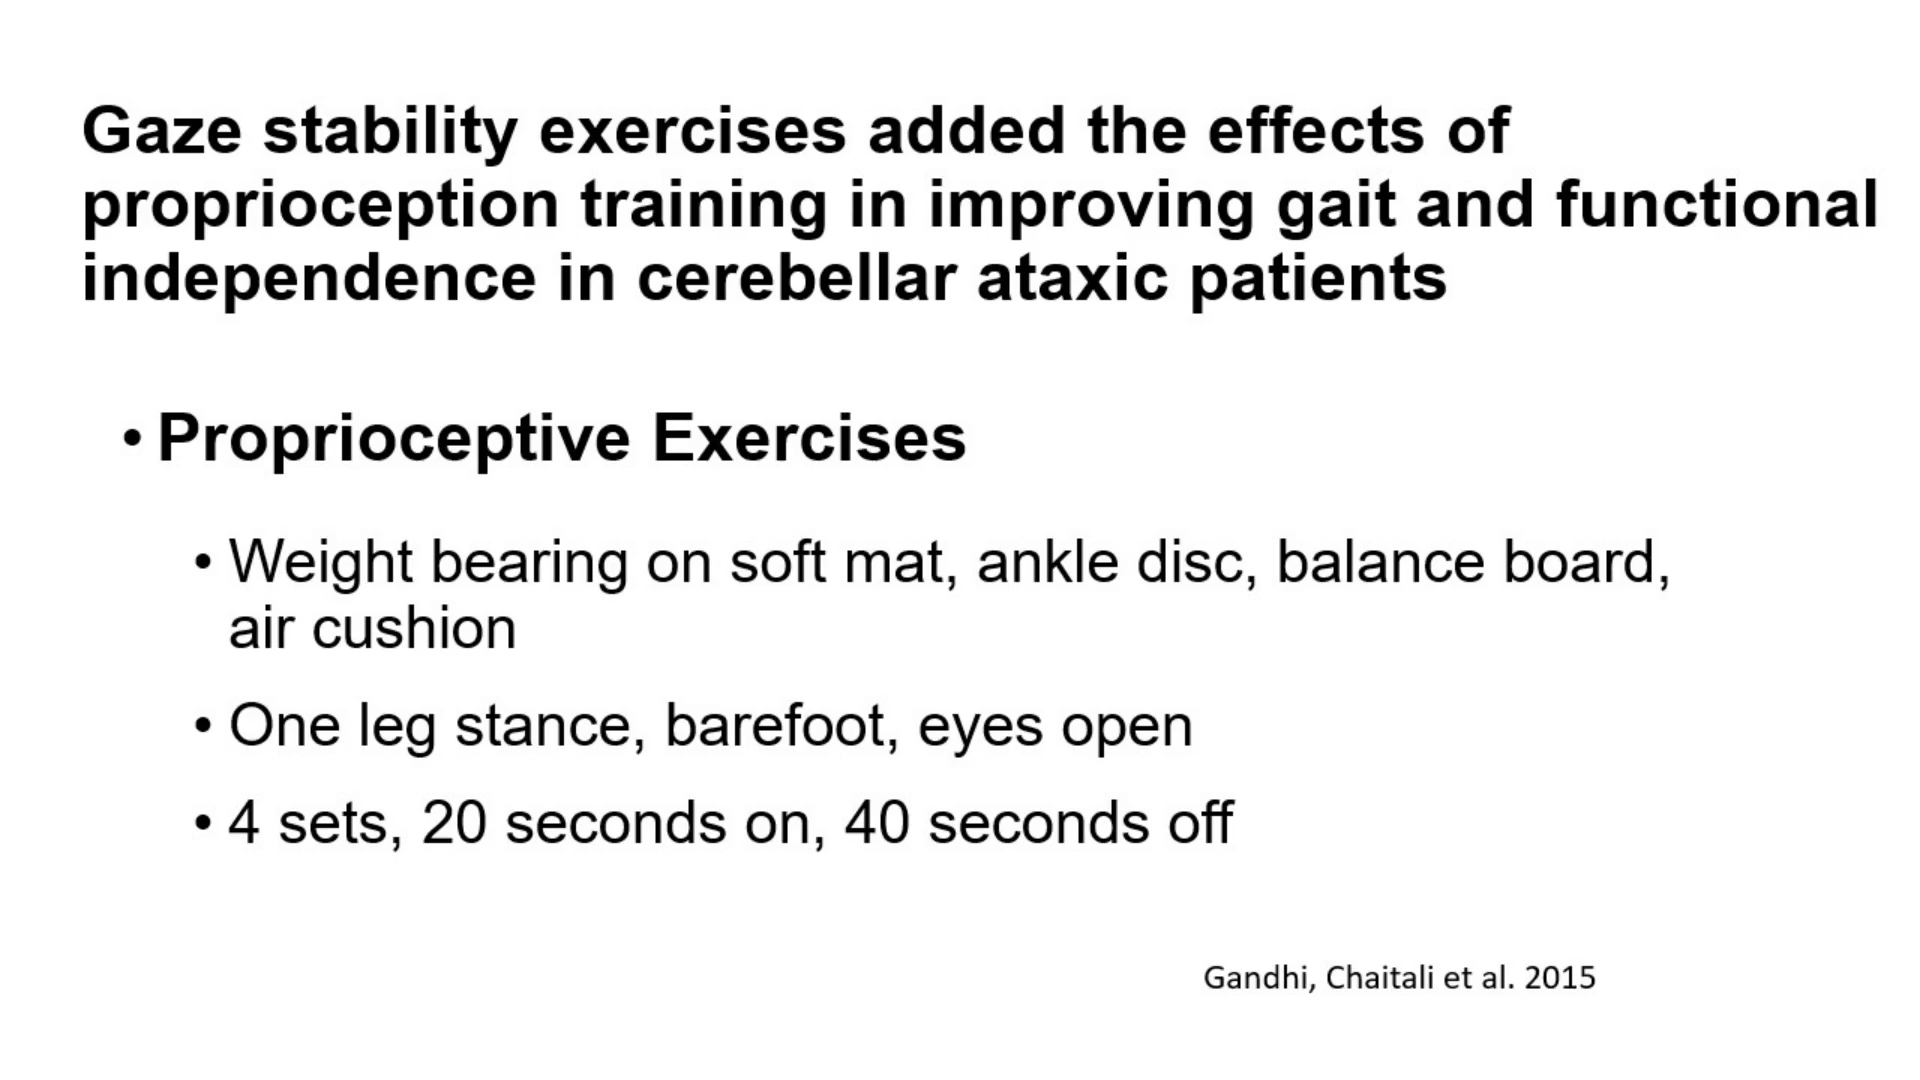 Gaze stability exercises added the effects of
proprioception training in improving gait and functional
independence in cerebellar ataxic patients
• Proprioceptive Exercises
• Weight bearing on soft mat, ankle disc, balance board,
air cushion
• One leg stance, barefoot, eyes open
• 4 sets, 20 seconds on, 40 seconds off
Gandhi, Chaitali et al. 2015